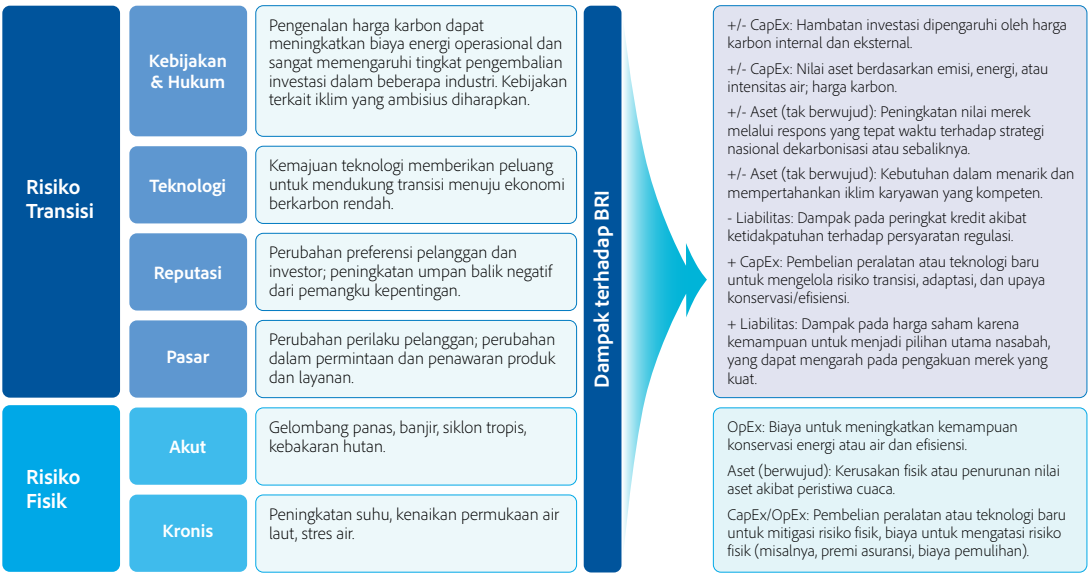 Risiko
Transisi
Kebijakan
& Hukum
Pengenalan harga karbon dapat
meningkatkan biaya energi operasional dan
sangat memengaruhi tingkat pengembalian
investasi dalam beberapa industri. Kebijakan
terkait iklim yang ambisius diharapkan.
Teknologi
Kemajuan teknologi memberikan peluang
untuk mendukung transisi menuju ekonomi
berkarbon rendah.
Reputasi
Perubahan preferensi pelanggan dan
investor; peningkatan umpan balik negatif
dari pemangku kepentingan.
Pasar
Perubahan perilaku pelanggan; perubahan
dalam permintaan dan penawaran produk
dan layanan.
Risiko
Fisik
Akut
Gelombang panas, banjir, siklon tropis,
kebakaran hutan.
Kronis
Peningkatan suhu, kenaikan permukaan air
laut, stres air.
Dampak terhadap BRI
+/- CapEx: Hambatan investasi dipengaruhi oleh harga
karbon internal dan eksternal.
+/- CapEx: Nilai aset berdasarkan emisi, energi, atau
intensitas air; harga karbon.
+/- Aset (tak berwujud): Peningkatan nilai merek
melalui respons yang tepat waktu terhadap strategi
nasional dekarbonisasi atau sebaliknya.
+/- Aset (tak berwujud): Kebutuhan dalam menarik dan
mempertahankan iklim karyawan yang kompeten.
- Liabilitas: Dampak pada peringkat kredit akibat
ketidakpatuhan terhadap persyaratan regulasi.
+ CapEx: Pembelian peralatan atau teknologi baru
untuk mengelola risiko transisi, adaptasi, dan upaya
konservasi/efisiensi.
+ Liabilitas: Dampak pada harga saham karena
kemampuan untuk menjadi pilihan utama nasabah,
yang dapat mengarah pada pengakuan merek yang
kuat.
OpEx: Biaya untuk meningkatkan kemampuan
konservasi energi atau air dan efisiensi.
Aset (berwujud): Kerusakan fisik atau penurunan nilai
aset akibat peristiwa cuaca.
CapEx/OpEx: Pembelian peralatan atau teknologi baru
untuk mitigasi risiko fisik, biaya untuk mengatasi risiko
fisik (misalnya, premi asuransi, biaya pemulihan).